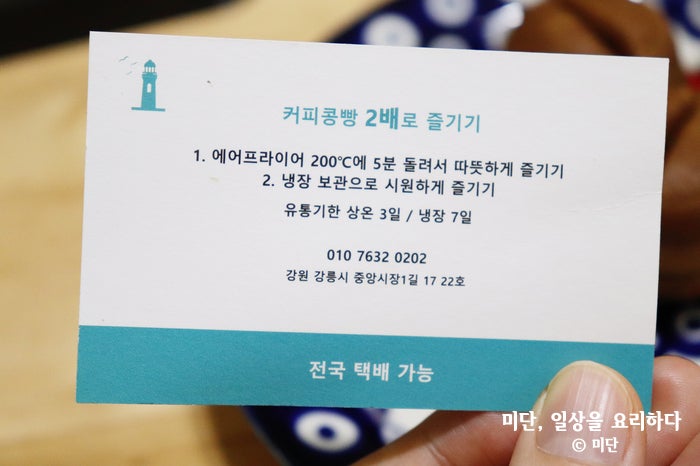 커피콩빵 2배로 즐기기
1. 에어프라이어 200℃에 5분 돌려서 따뜻하게 즐기기
2. 냉장 보관으로 시원하게 즐기기
유통기한 상온 3일 / 냉장 7일
010 7632 0202
강원 강릉시 중앙시장1길 17 22호
전국 택배 가능
미단, 일상을 요리하다
© 미단